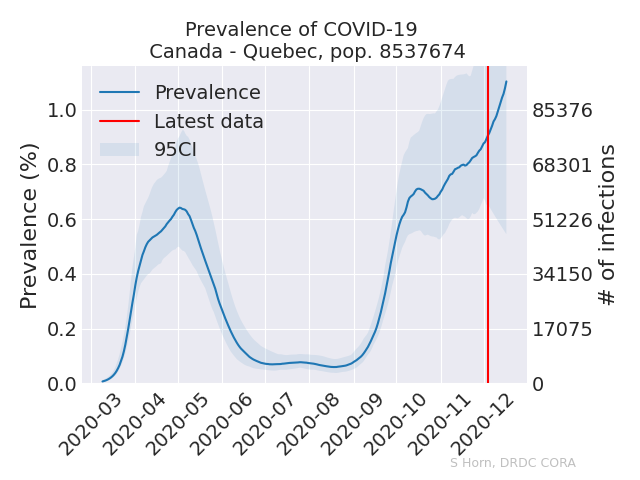 Prevalence of COVID-19
Canada - Quebec, pop. 8537674
Prevalence
Latest data
95CI
Prevalence (%)
1.0
0.8
0.6
0.4
0.2
0.0
85376
68301
51226
34150
17075
0
# of infections
2020-03
2020-04
2020-05
2020-06
2020-07
2020-08
2020-09
2020-10
2020-11
2020-12
S Horn, DRDC CORA